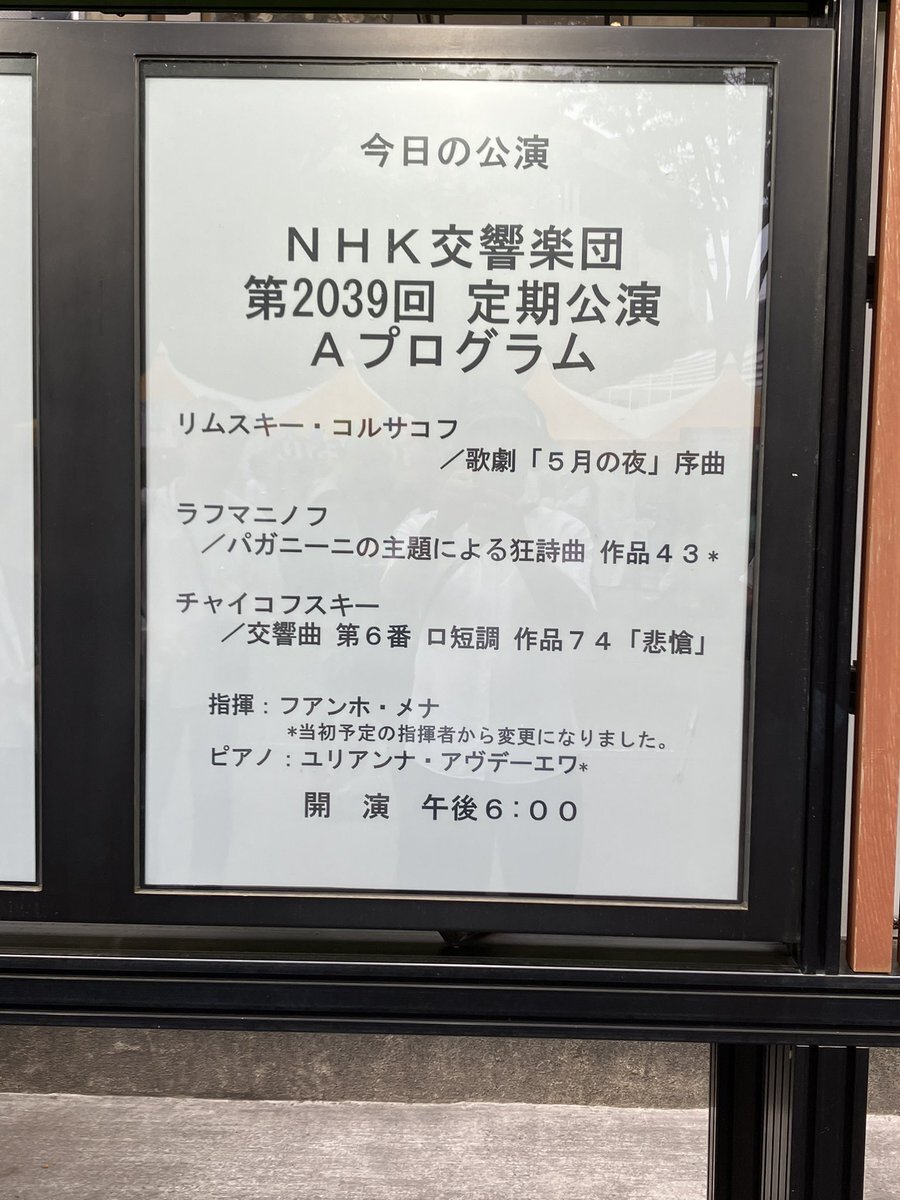 今日の公演
NHK交響楽団
第2039回 定期公演
Aプログラム
リムスキー・コルサコフ
／歌劇「５月の夜」序曲
ラフマニノフ
／パガニーニの主題による狂詩曲 作品４３*
チャイコフスキー
／交響曲 第６番 ロ短調 作品７４「悲愴」
指揮：フアンホ・メナ
*当初予定の指揮者から変更になりました。
ピアノ：ユリアンナ・アヴデーエワ*
開　演　午後６：００